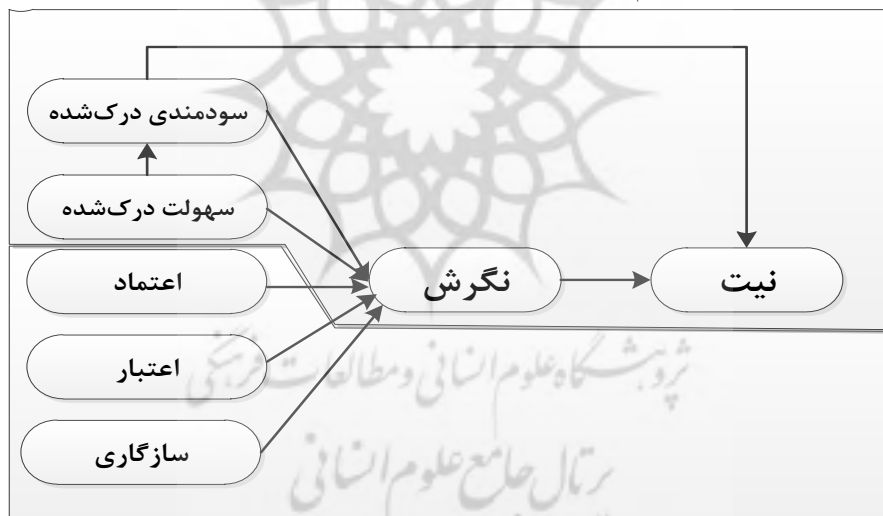 سودمندی درک‌شده
سهولت درک‌شده
اعتماد
نگرش
نیت
اعتبار
سازگاری
پژوهشگاه علوم انسانی و مطالعات فرهنگی
پرتال جامع علوم انسانی